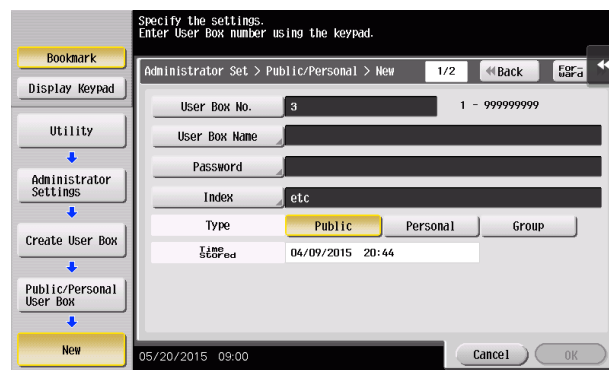 Specify the settings.
Enter User Box number using the keypad.
Bookmark
Display Keypad
Utility
Administrator
Settings
Create User Box
Public/Personal
User Box
New
Administrator Set > Public/Personal > New
1/2
Back
For-
ward
User Box No.
3
1 - 999999999
User Box Name
Password
Index
etc
Type
Public
Personal
Group
Time
Stored
04/09/2015 20:44
05/20/2015 09:00
Cancel
OK